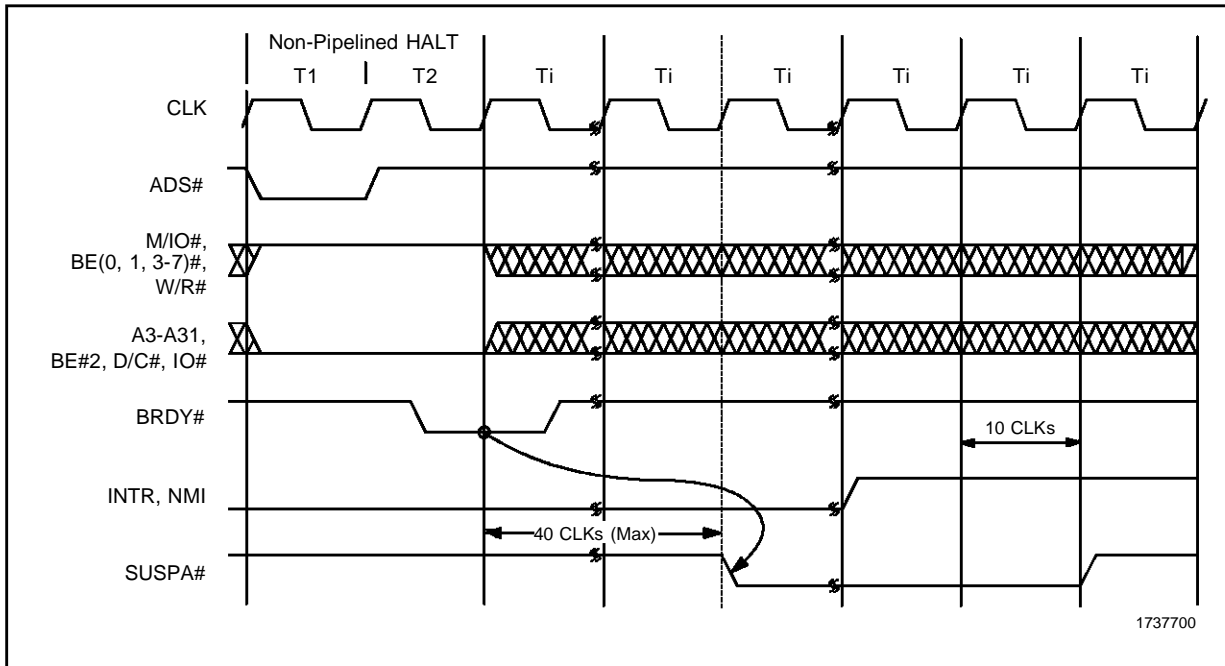 Non-Pipelined HALT
T1 T2 Ti Ti Ti Ti Ti Ti
CLK
ADS#
M/IO#,
BE(0, 1, 3-7)#,
W/R#
A3-A31,
BE#2, D/C#, IO#
BRDY#
10 CLKs
INTR, NMI
40 CLKs (Max)
SUSPA#
1737700